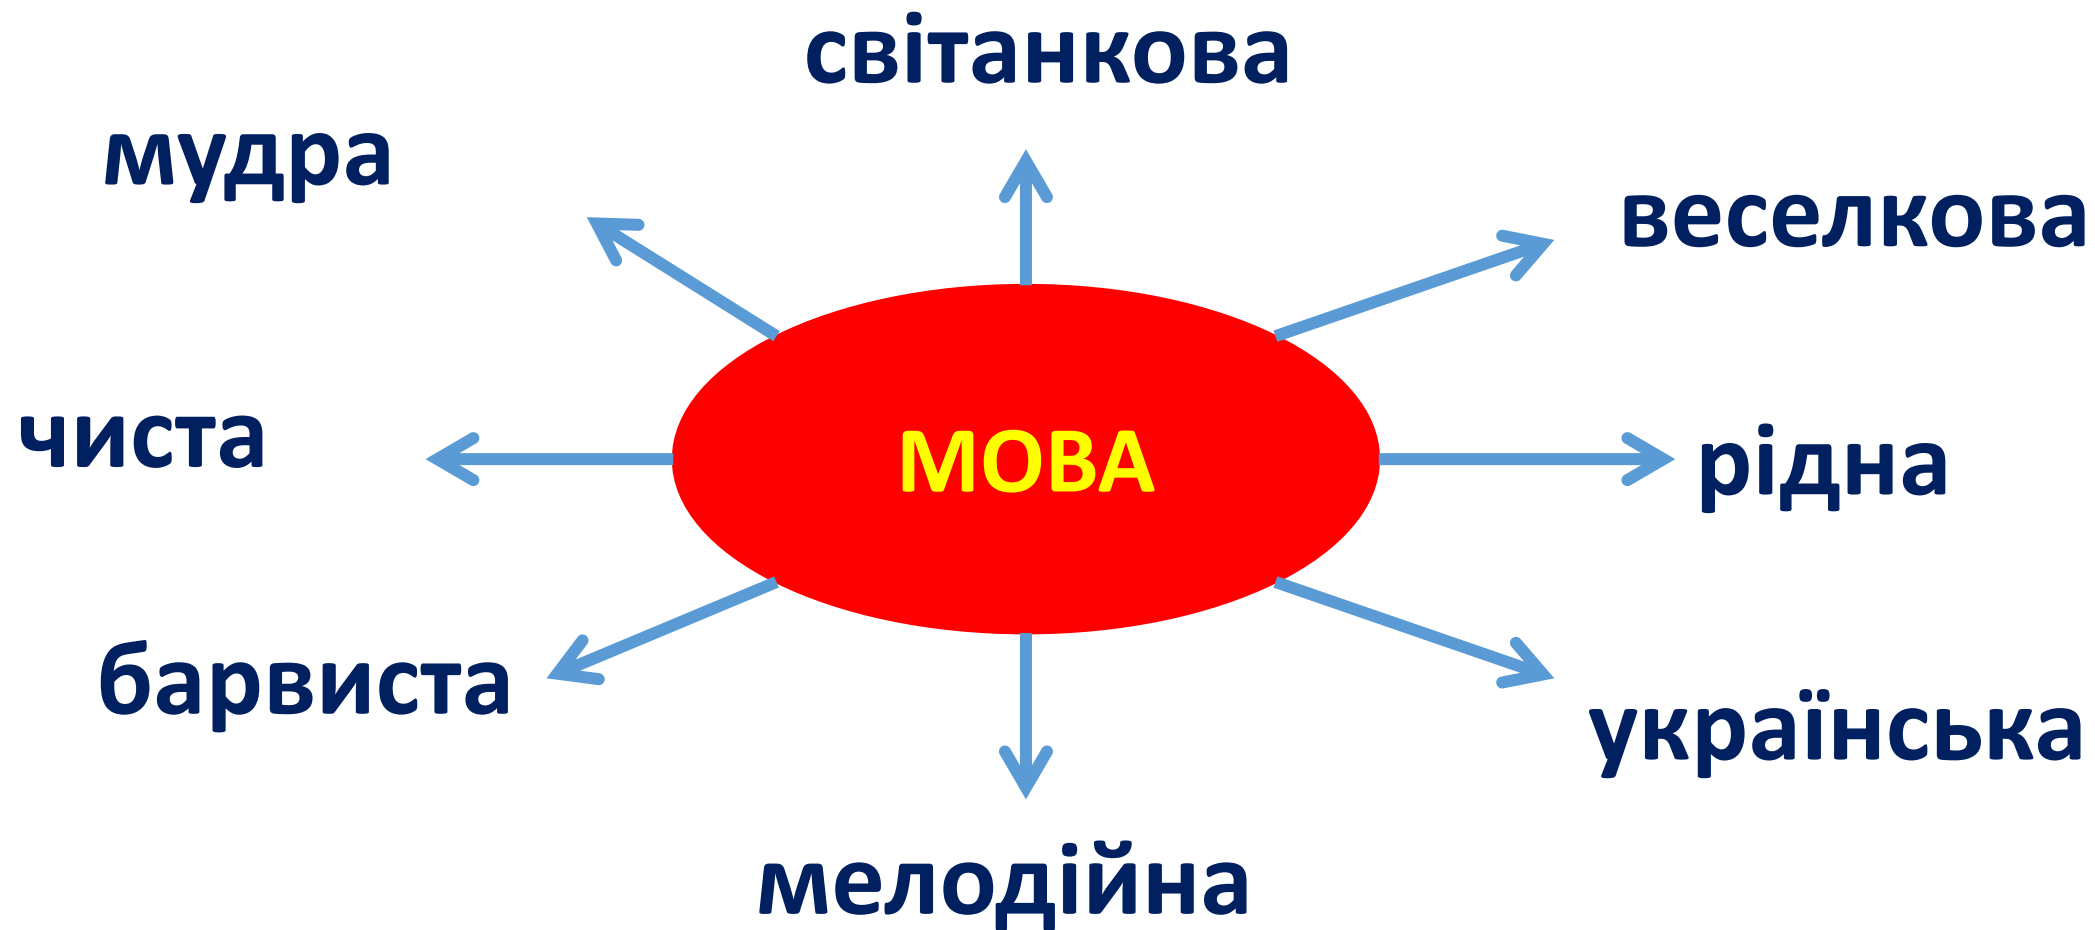 світанкова
мудра
веселкова
чиста
МОВА
рідна
барвиста
українська
мелодійна